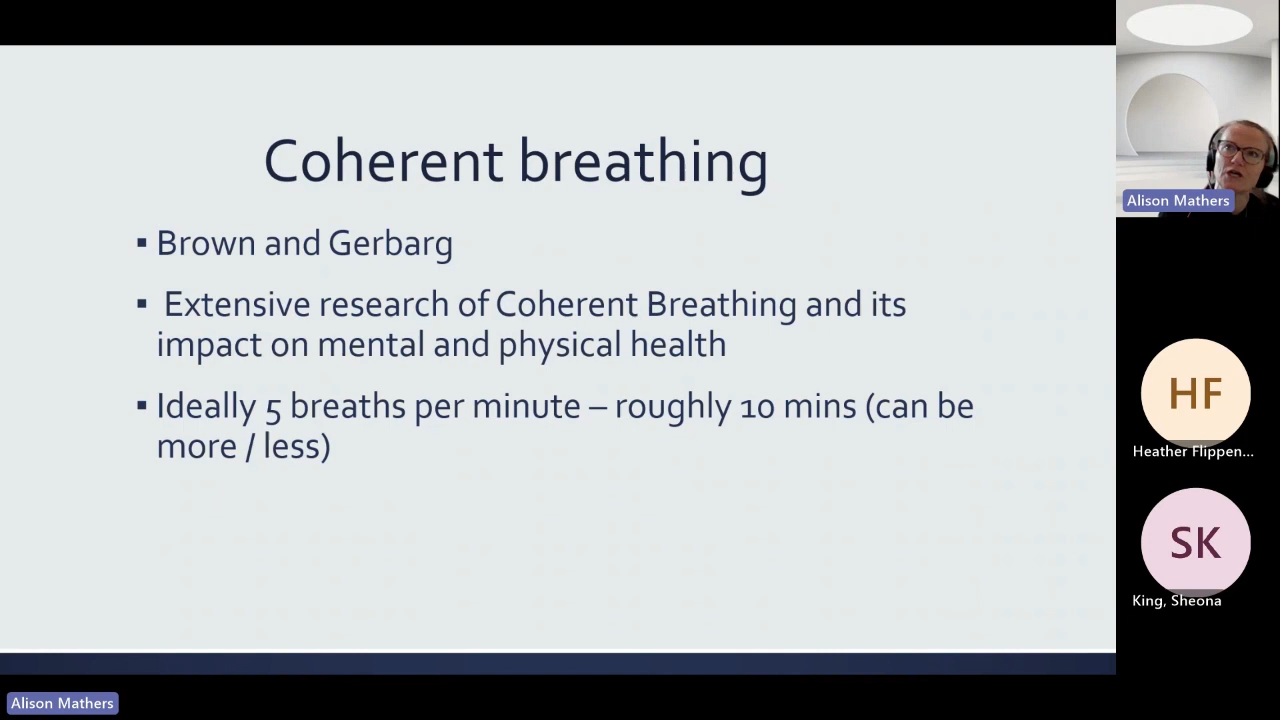 Coherent breathing
▪ Brown and Gerbarg
▪ Extensive research of Coherent Breathing and its
impact on mental and physical health
▪ Ideally 5 breaths per minute – roughly 10 mins (can be
more / less)
Alison Mathers
HF
Heather Flippen...
SK
King, Sheona
Alison Mathers